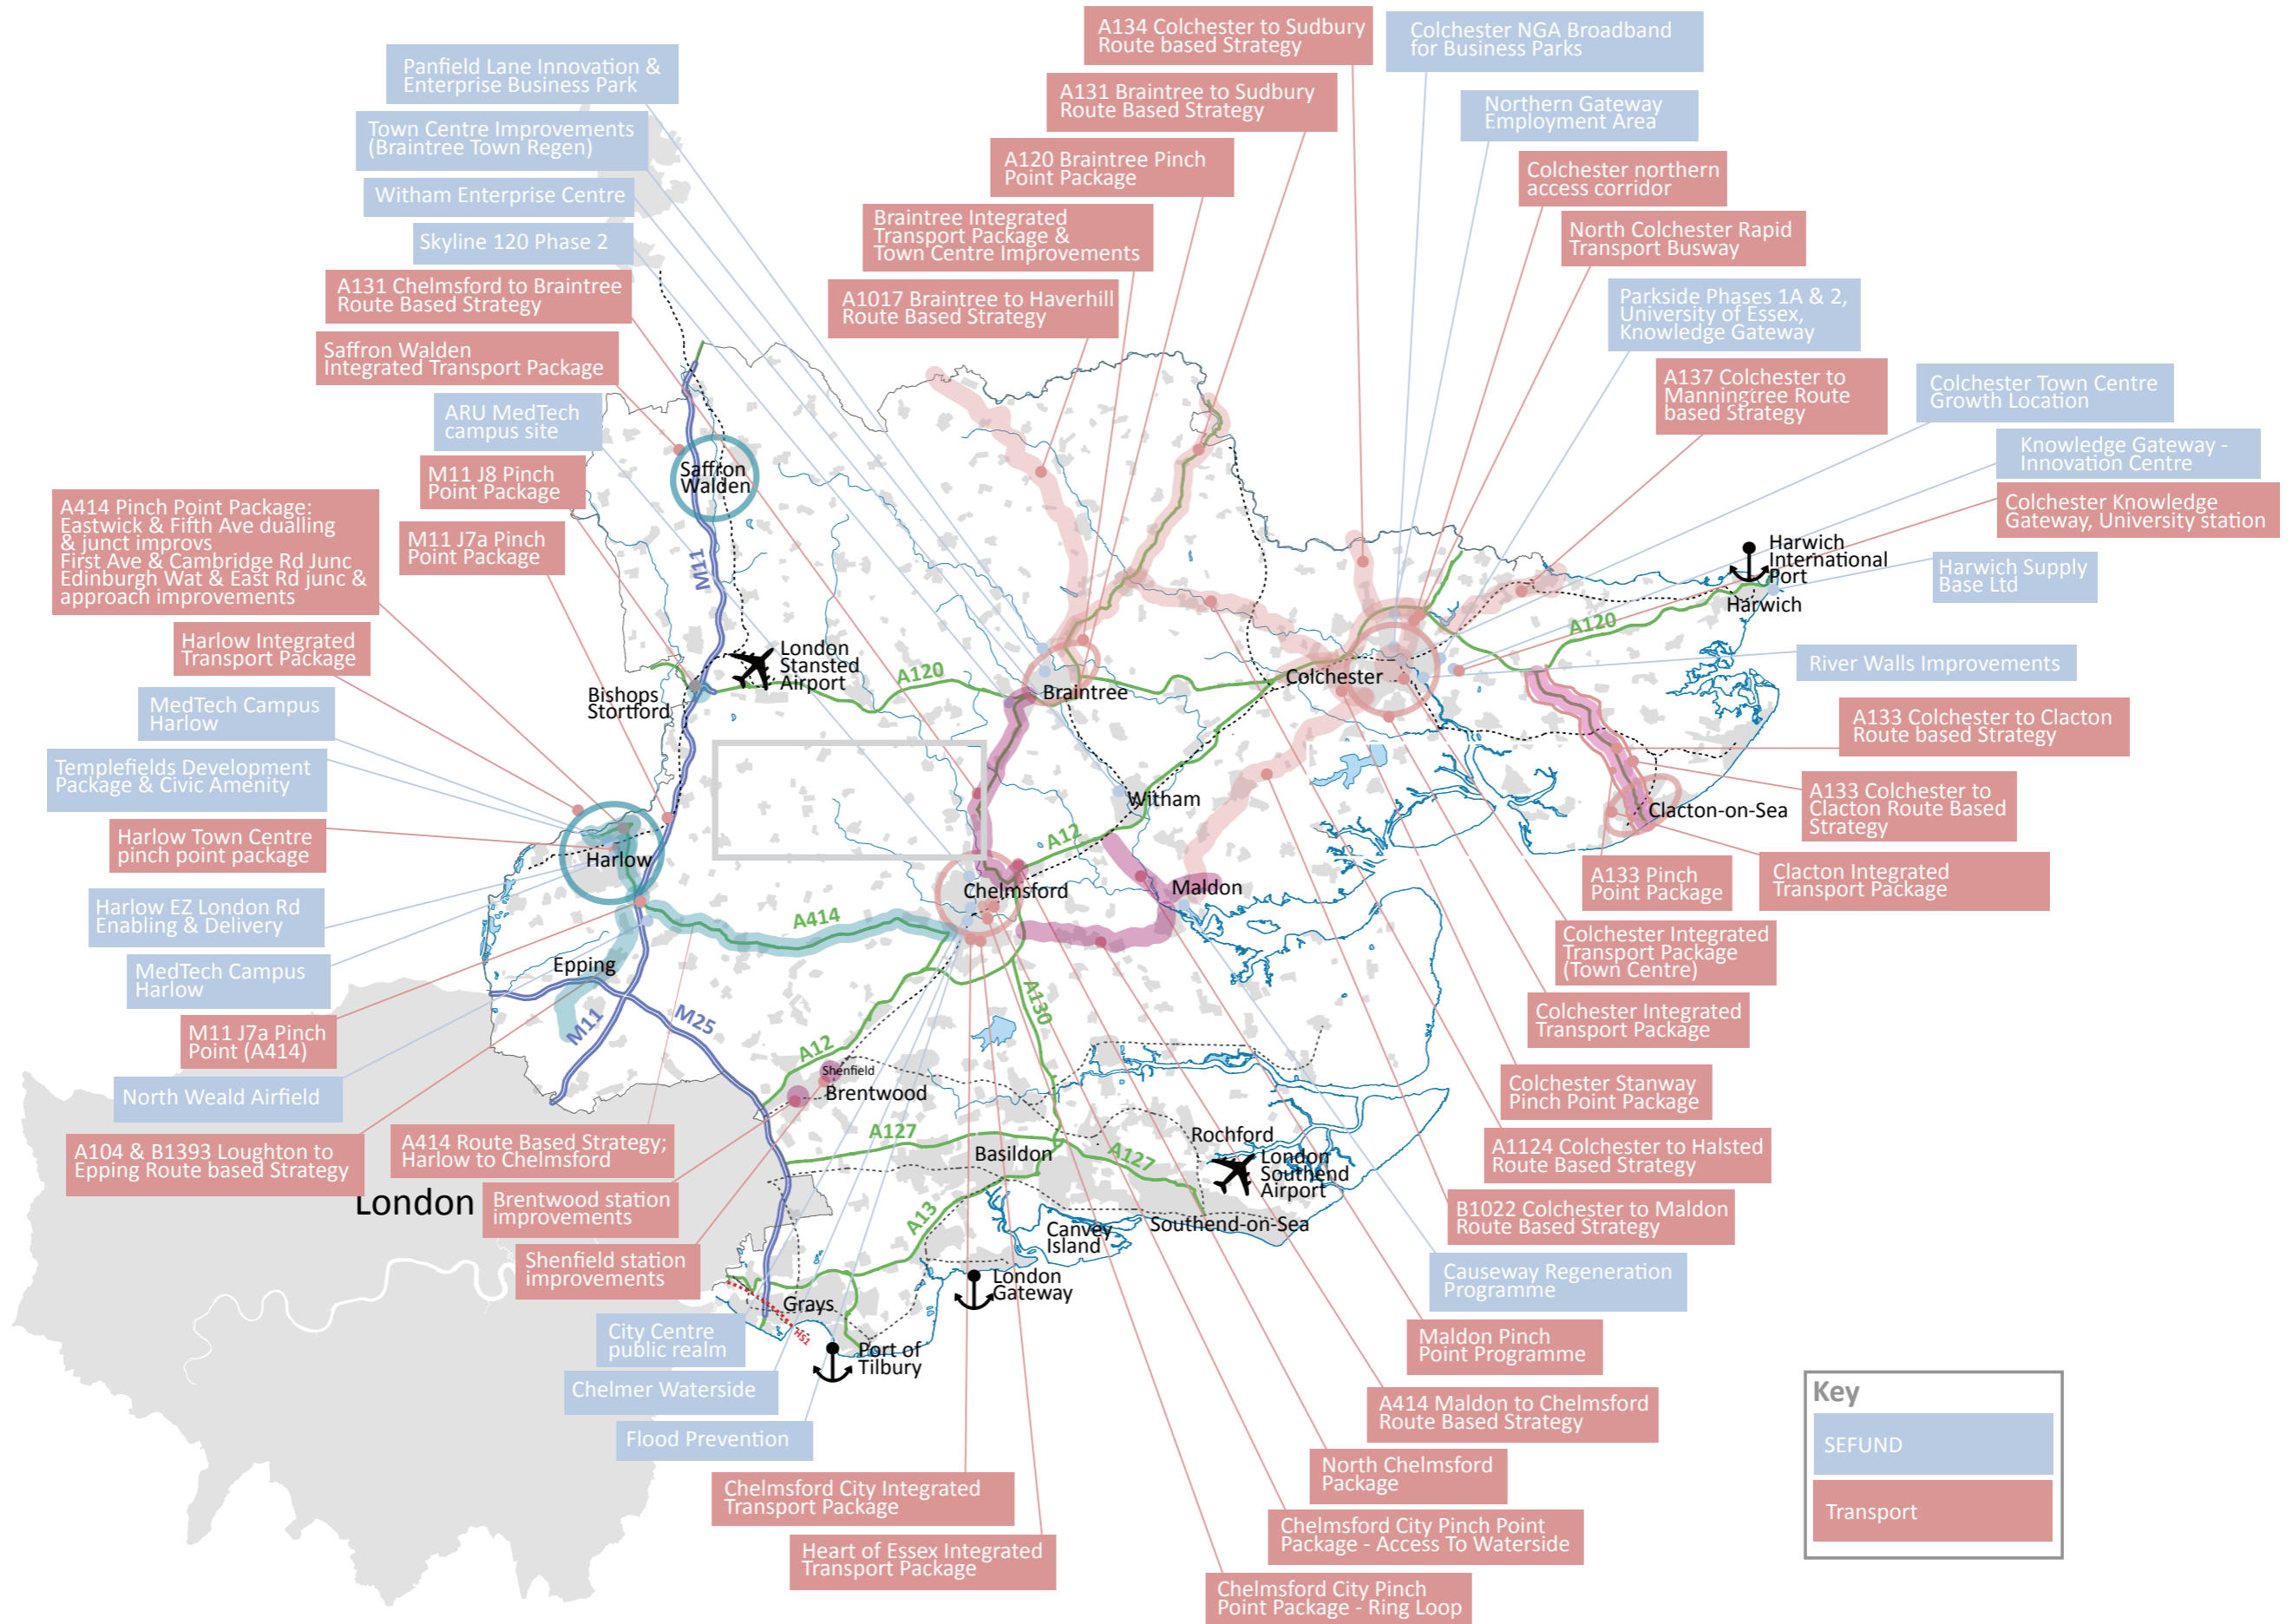 A134 Colchester to Sudbury
Route based Strategy
Colchester NGA Broadband
for Business Parks
Panfield Lane Innovation &
Enterprise Business Park
A131 Braintree to Sudbury
Route Based Strategy
Northern Gateway
Employment Area
Town Centre Improvements
(Braintree Town Regen)
A120 Braintree Pinch
Point Package
Colchester northern
access corridor
Witham Enterprise Centre
Braintree Integrated
Transport Package &
Town Centre Improvements
North Colchester Rapid
Transport Busway
Skyline 120 Phase 2
A131 Chelmsford to Braintree
Route Based Strategy
A1017 Braintree to Haverhill
Route Based Strategy
Parkside Phases 1A & 2,
University of Essex,
Knowledge Gateway
Saffron Walden
Integrated Transport Package
A137 Colchester to
Manningtree Route
based Strategy
Colchester Town Centre
Growth Location
ARU MedTech
campus site
Knowledge Gateway -
Innovation Centre
M11 J8 Pinch
Point Package
Saffron
Walden
Colchester Knowledge
Gateway, University station
A414 Pinch Point Package:
Eastwick & Fifth Ave dualling
& junct improvs
First Ave & Cambridge Rd Junc
Edinburgh Wat & East Rd junc &
approach improvements
M11 J7a Pinch
Point Package
M11
Harwich
International
Port
Harwich
Harwich Supply
Base Ltd
Harlow Integrated
Transport Package
A120
London
Stansted
Airport
A120
Bishops
Stortford
Braintree
Colchester
River Walls Improvements
MedTech Campus
Harlow
A133 Colchester to Clacton
Route based Strategy
Templefields Development
Package & Civic Amenity
Witham
Clacton-on-Sea
A133 Colchester to
Clacton Route Based
Strategy
Harlow Town Centre
pinch point package
Harlow
A12
Chelmsford
Maldon
A133 Pinch
Point Package
Clacton Integrated
Transport Package
Harlow EZ London Rd
Enabling & Delivery
A414
Colchester Integrated
Transport Package
(Town Centre)
MedTech Campus
Harlow
Epping
A130
Colchester Integrated
Transport Package
M11 J7a Pinch
Point (A414)
M11
M25
A12
North Weald Airfield
Shenfield
Brentwood
Colchester Stanway
Pinch Point Package
A104 & B1393 Loughton to
Epping Route based Strategy
A414 Route Based Strategy;
Harlow to Chelmsford
A127
Basildon
A127
Rochford
London
Southend
Airport
A1124 Colchester to Halsted
Route Based Strategy
London
Brentwood station
improvements
A13
Canvey
Island
Southend-on-Sea
B1022 Colchester to Maldon
Route Based Strategy
Shenfield station
improvements
London
Gateway
Causeway Regeneration
Programme
Grays
HS1
City Centre
public realm
Port of
Tilbury
Maldon Pinch
Point Programme
Chelmer Waterside
A414 Maldon to Chelmsford
Route Based Strategy
Flood Prevention
North Chelmsford
Package
Chelmsford City Integrated
Transport Package
Chelmsford City Pinch Point
Package - Access To Waterside
Heart of Essex Integrated
Transport Package
Chelmsford City Pinch
Point Package - Ring Loop
Key
SEFUND
Transport